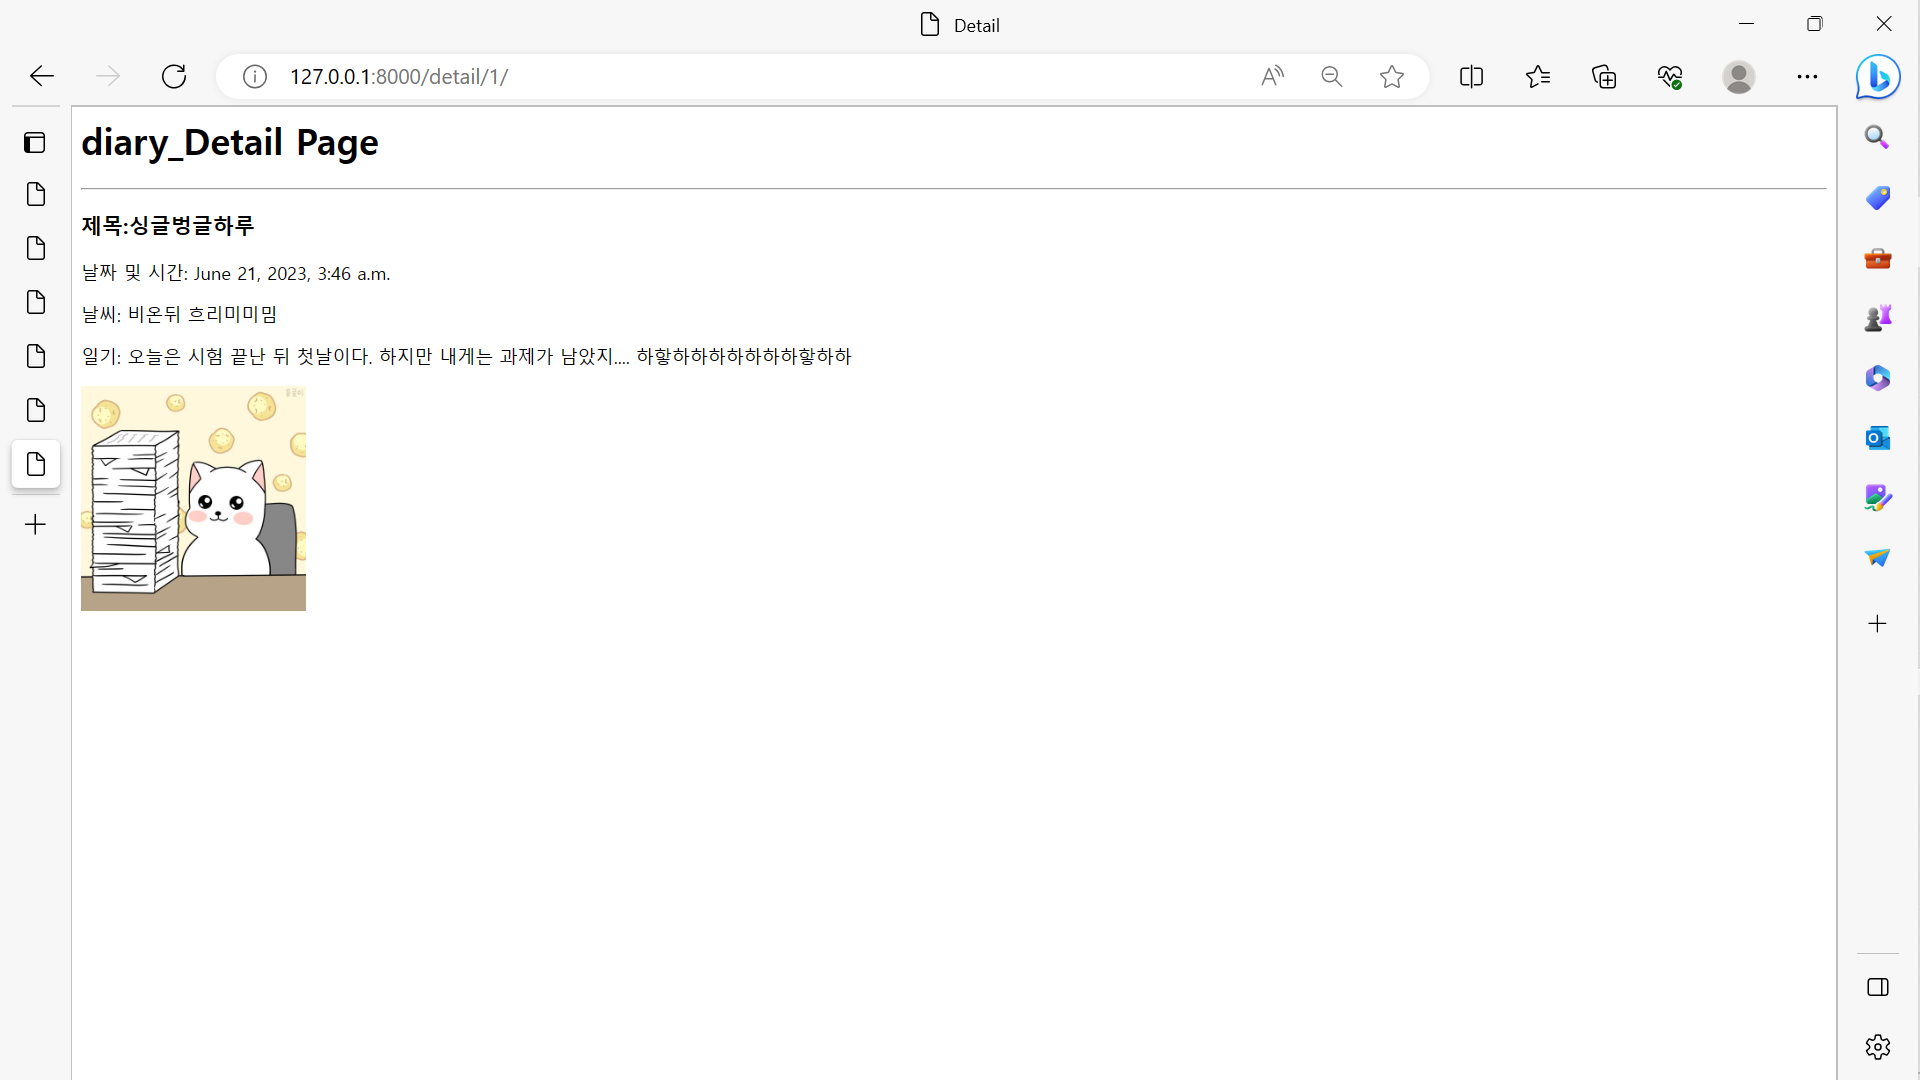 Detail
127.0.0.1:8000/detail/1/
diary_Detail Page
제목:싱글벙글하루
날짜 및 시간: June 21, 2023, 3:46 a.m.
날씨: 비온뒤 흐리미미밈
일기: 오늘은 시험 끝난 뒤 첫날이다. 하지만 내게는 과제가 남았지.... 하핳하하하하하하하핳하하